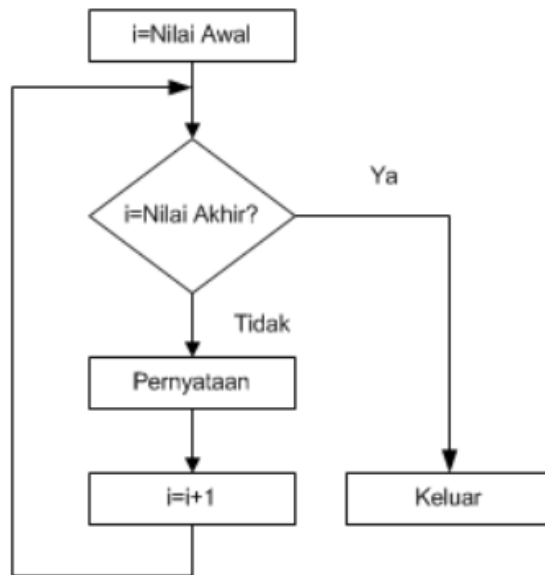 i=Nilai Awal
i=Nilai Akhir?
Ya
Tidak
Pernyataan
i=i+1
Keluar